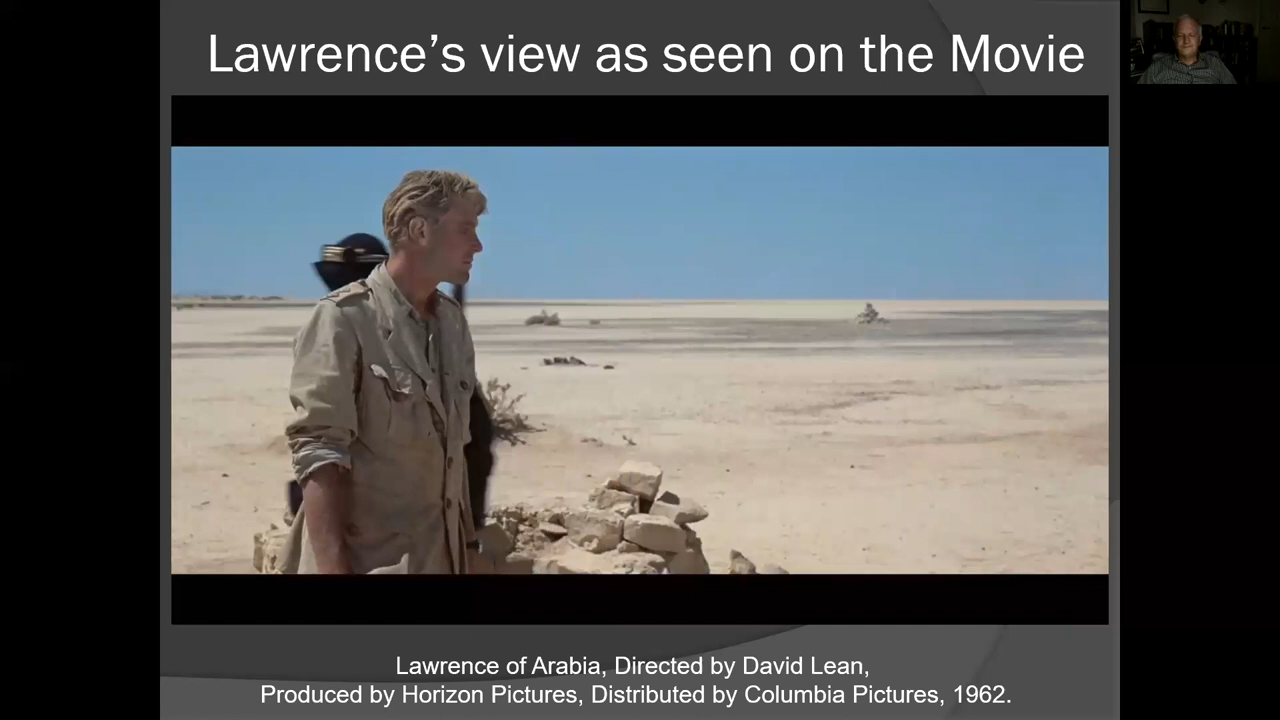 Lawrence’s view as seen on the Movie
Lawrence of Arabia, Directed by David Lean,
Produced by Horizon Pictures, Distributed by Columbia Pictures, 1962.